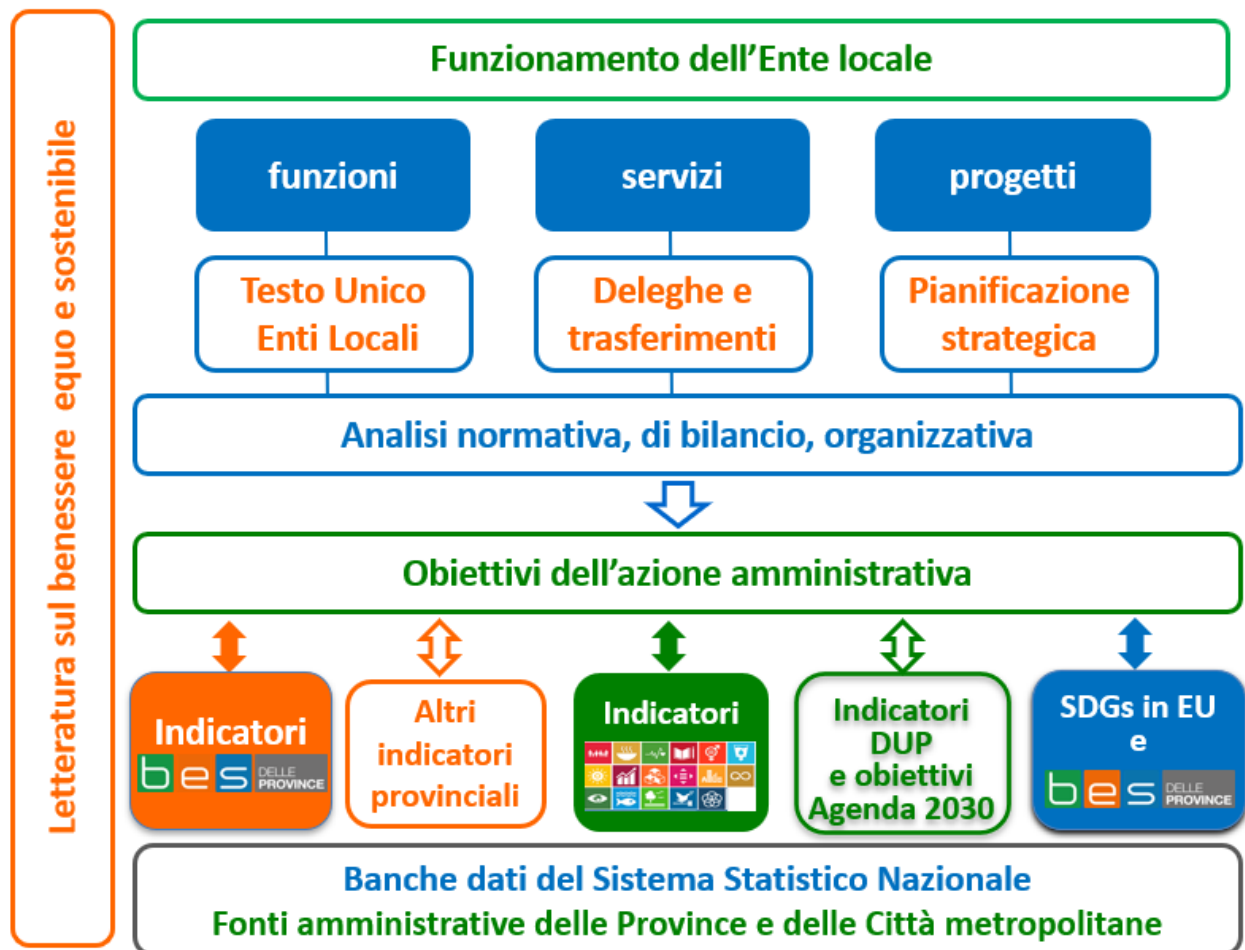 Letteratura sul benessere equo e sostenibile
Funzionamento dell'Ente locale
funzioni
servizi
progetti
Testo Unico
Enti Locali
Deleghe e
trasferimenti
Pianificazione
strategica
Analisi normativa, di bilancio, organizzativa
Obiettivi dell'azione amministrativa
Indicatori
bes DELLE
PROVINCE
Altri
indicatori
provinciali
Indicatori
Indicatori
DUP
e obiettivi
Agenda 2030
SDGs in EU
e
bes DELLE
PROVINCE
Banche dati del Sistema Statistico Nazionale
Fonti amministrative delle Province e delle Città metropolitane